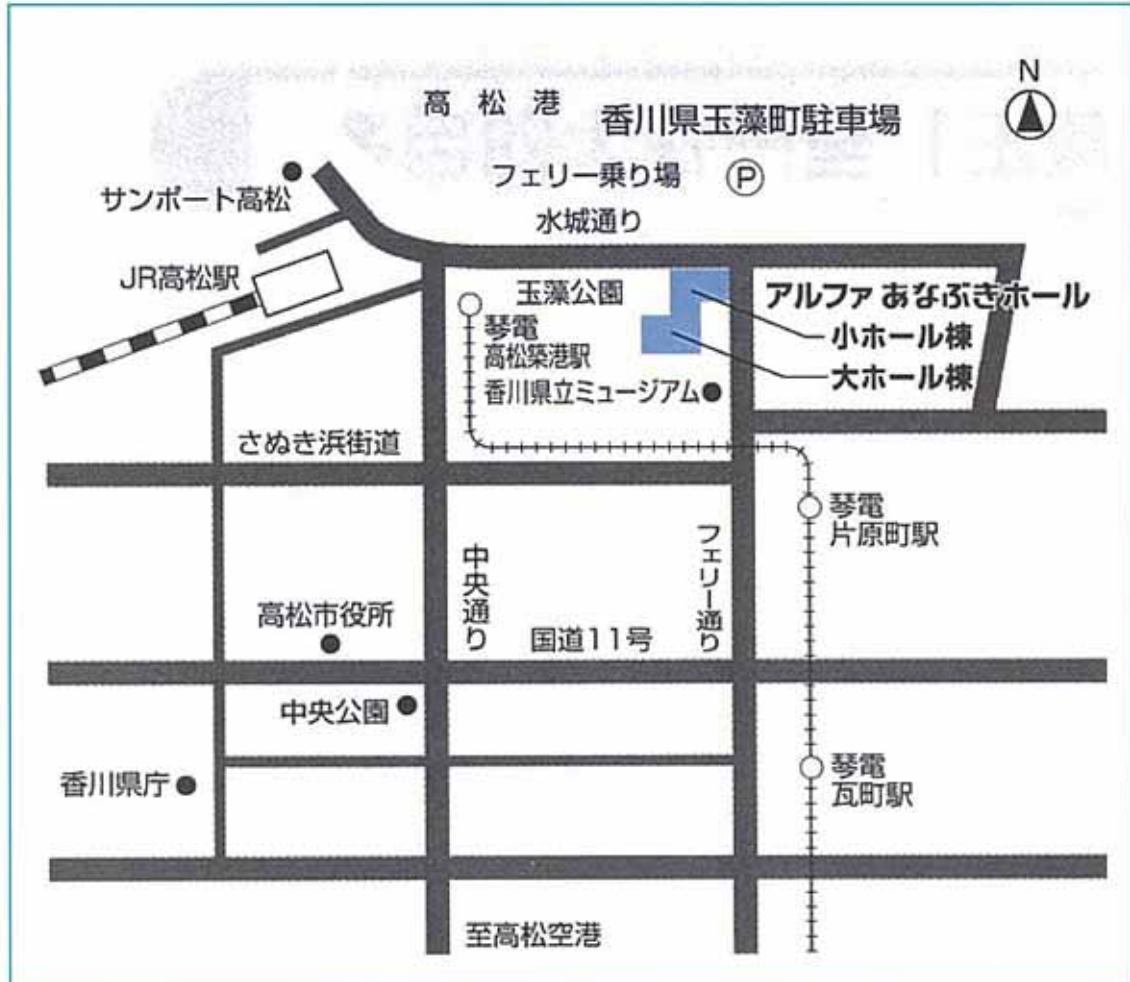 N
高松港
香川県玉藻町駐車場
フェリー乗り場 P
サンポート高松
水城通り
JR高松駅
玉藻公園
アルファあなぶきホール
小ホール棟
大ホール棟
琴電
高松築港駅
香川県立ミュージアム
さぬき浜街道
琴電
片原町駅
中央通り
フェリー通り
高松市役所
国道11号
中央公園
琴電
瓦町駅
香川県庁
至高松空港